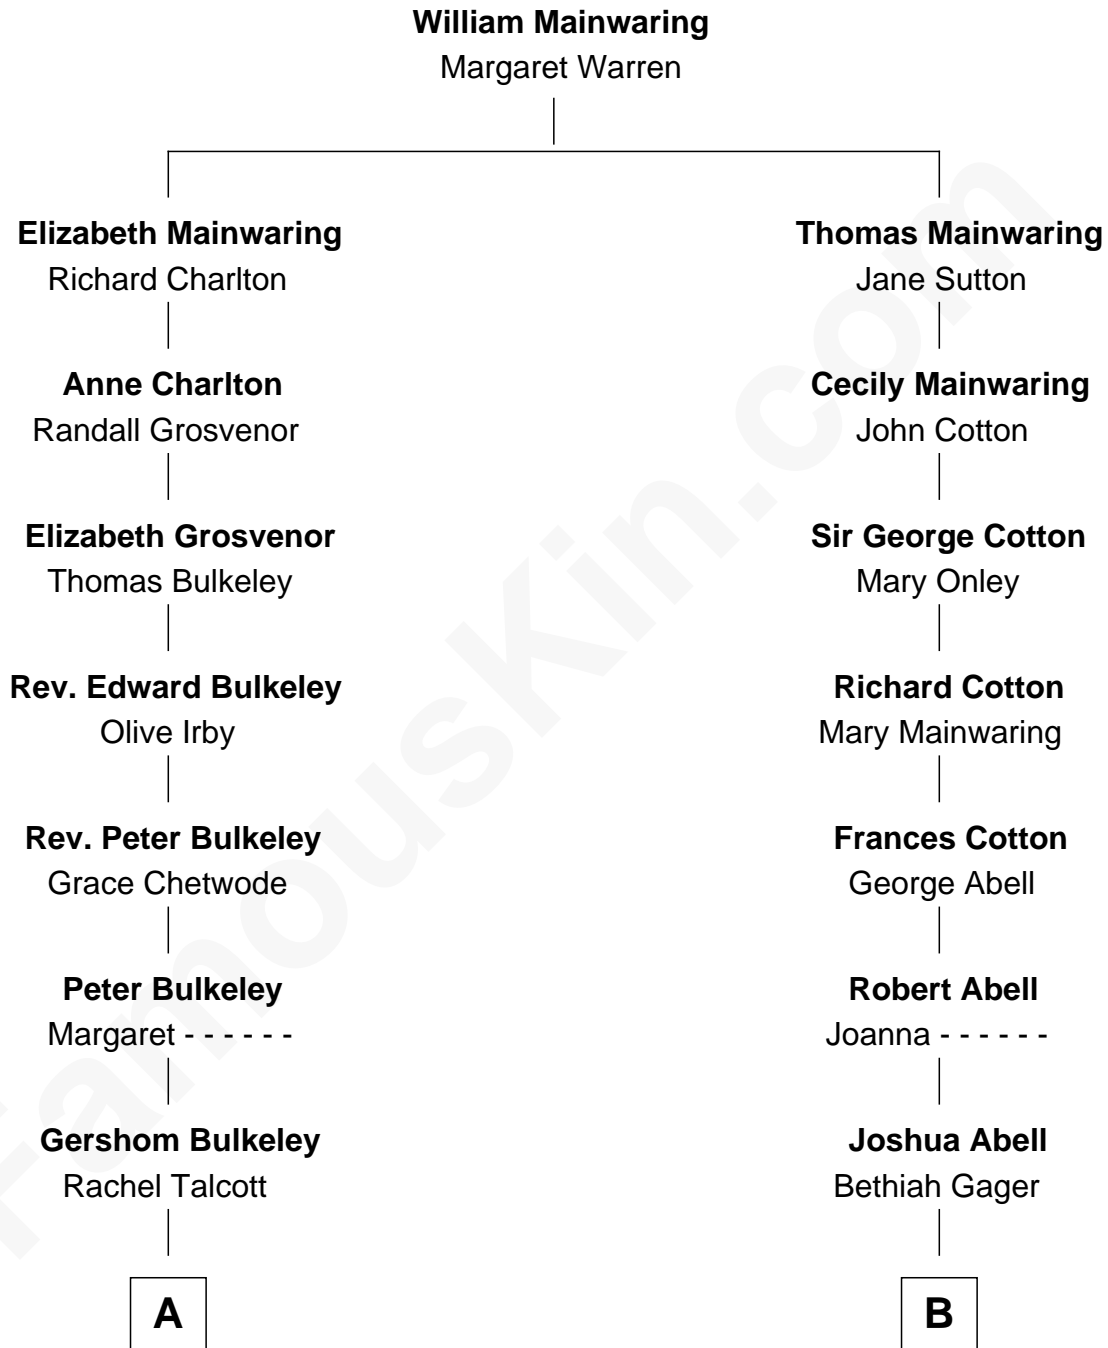 William Mainwaring
Margaret Warren
Elizabeth Mainwaring
Richard Charlton
Anne Charlton
Randall Grosvenor
Elizabeth Grosvenor
Thomas Bulkeley
Rev. Edward Bulkeley
Olive Irby
Rev. Peter Bulkeley
Grace Chetwode
Peter Bulkeley
Margaret - - - - - -
Gershom Bulkeley
Rachel Talcott
A
Thomas Mainwaring
Jane Sutton
Cecily Mainwaring
John Cotton
Sir George Cotton
Mary Onley
Richard Cotton
Mary Mainwaring
Frances Cotton
George Abell
Robert Abell
Joanna - - - - - -
Joshua Abell
Bethiah Gager
B
FamousKin.com